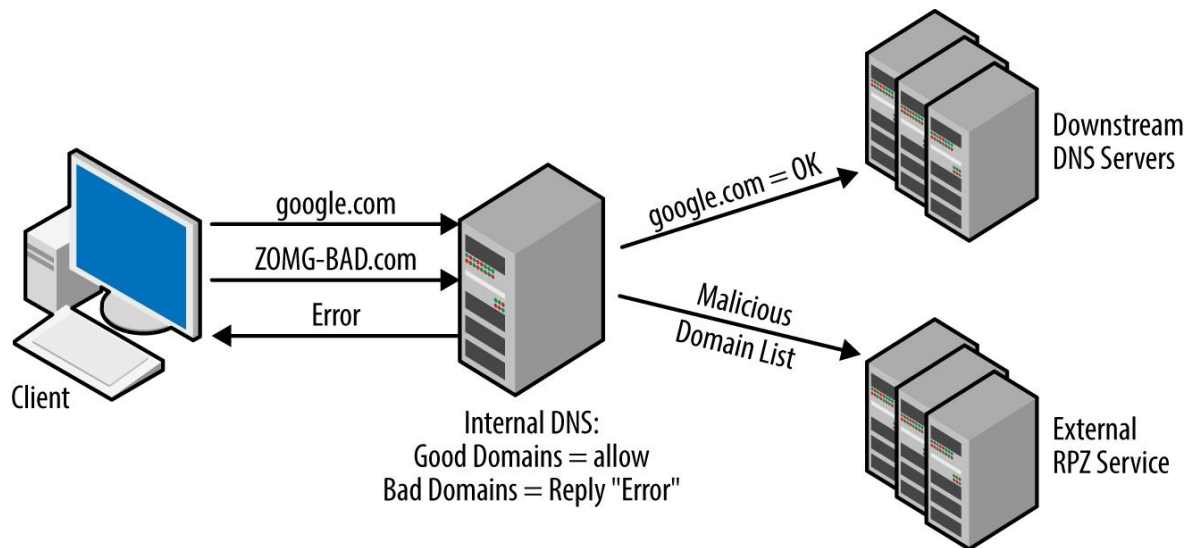 google.com
ZOMG-BAD.com
Error
Client
Internal DNS:
Good Domains = allow
Bad Domains = Reply "Error"
google.com = OK
Malicious
Domain List
Downstream
DNS Servers
External
RPZ Service